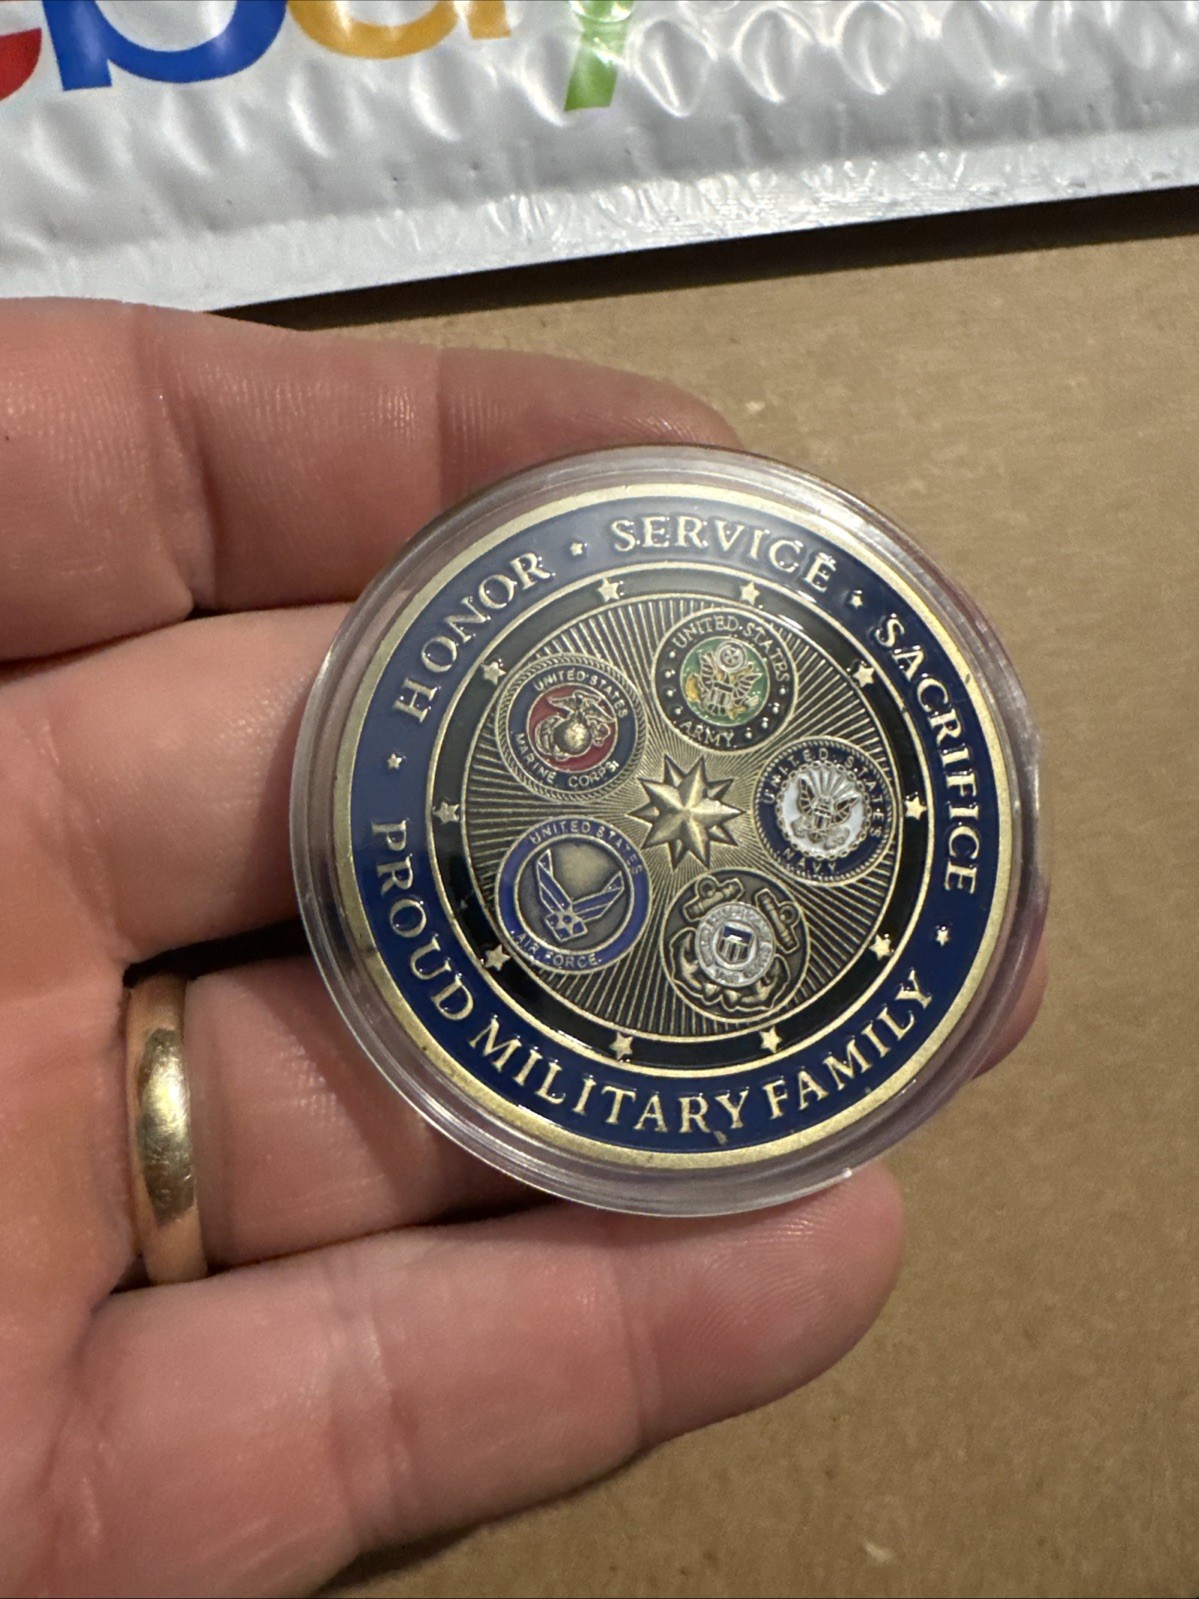 ebay
HONOR · SERVICE · SACRIFICE ·
PROUD MILITARY FAMILY
UNITED STATES
ARMY
UNITED STATES
MARINE CORPS
UNITED STATES
NAVY
UNITED STATES
AIR FORCE